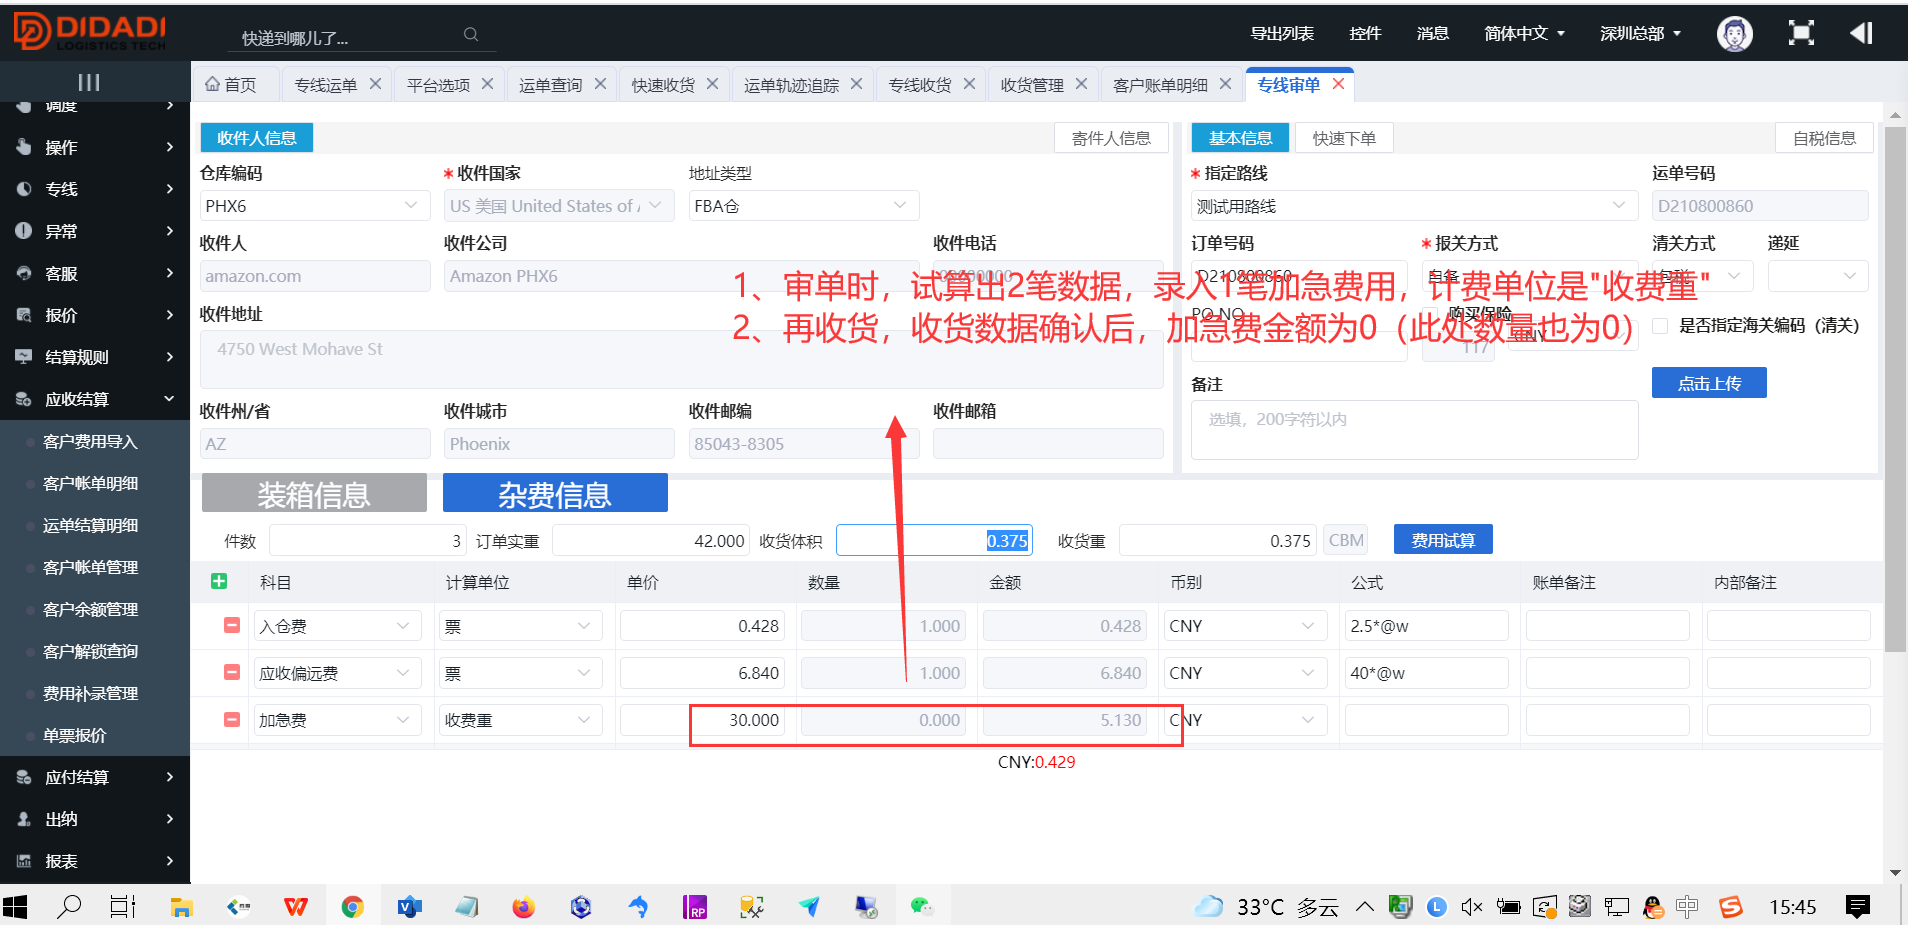 DIDADI
LOGISTICS TECH
快递到哪儿了...
导出列表 控件 消息 简体中文 深圳总部
首页 专线运单 平台选项 运单查询 快速收货 运单轨迹追踪 专线收货 收货管理 客户账单明细 专线审单
调度
操作
专线
异常
客服
报价
结算规则
应收结算
客户费用导入
客户帐单明细
运单结算明细
客户帐单管理
客户余额管理
客户解锁查询
费用补录管理
单票报价
应付结算
出纳
报表
收件人信息 寄件人信息
仓库编码 * 收件国家 地址类型
PHX6 US 美国 United States of FBA仓
收件人 收件公司 收件电话
amazon.com Amazon PHX6
收件地址
4750 West Mohave St
收件州/省 收件城市 收件邮编 收件邮箱
AZ Phoenix 85043-8305
基本信息 快速下单 自税信息
* 指定路线 运单号码
测试用路线 D210800860
订单号码 * 报关方式 清关方式 递延
D210800860 自备 包税
PO NO 购买保险
117 CNY
是否指定海关编码（清关）
备注 点击上传
选填，200字符以内
1、审单时，试算出2笔数据，录入1笔加急费用，计费单位是"收费重"
2、再收货，收货数据确认后，加急费金额为0（此处数量也为0）
装箱信息 杂费信息
件数 3 订单实重 42.000 收货体积 0.375 收货重 0.375 CBM 费用试算
科目 计算单位 单价 数量 金额 币别 公式 账单备注 内部备注
入仓费 票 0.428 1.000 0.428 CNY 2.5*@w
应收偏远费 票 6.840 1.000 6.840 CNY 40*@w
加急费 收费重 30.000 0.000 5.130 CNY
CNY:0.429
33°C 多云 中 15:45